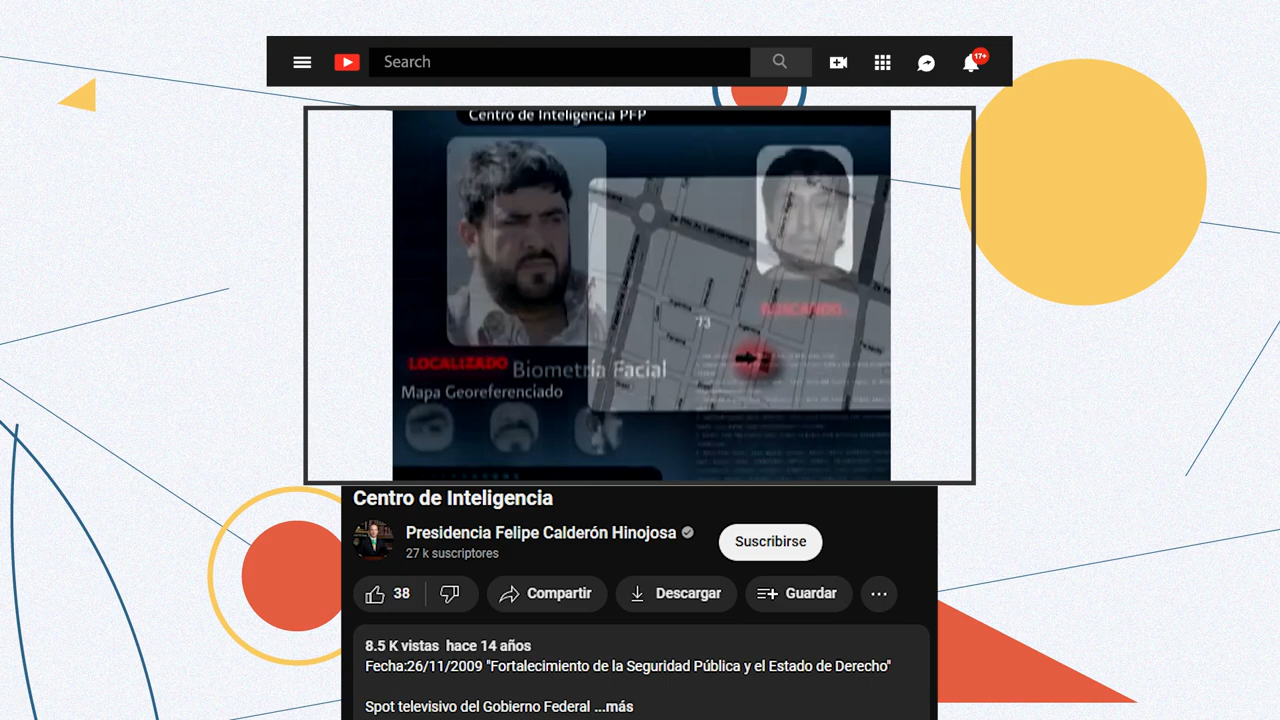 Search
17+
Centro de Inteligencia PFP
BUSCANDO
73
LOCALIZADO
Biometría Facial
Mapa Georeferenciado
Centro de Inteligencia
Presidencia Felipe Calderón Hinojosa
Suscribirse
27 k suscriptores
38
Compartir
Descargar
Guardar
8.5 K vistas hace 14 años
Fecha:26/11/2009 "Fortalecimiento de la Seguridad Pública y el Estado de Derecho"
Spot televisivo del Gobierno Federal ...más